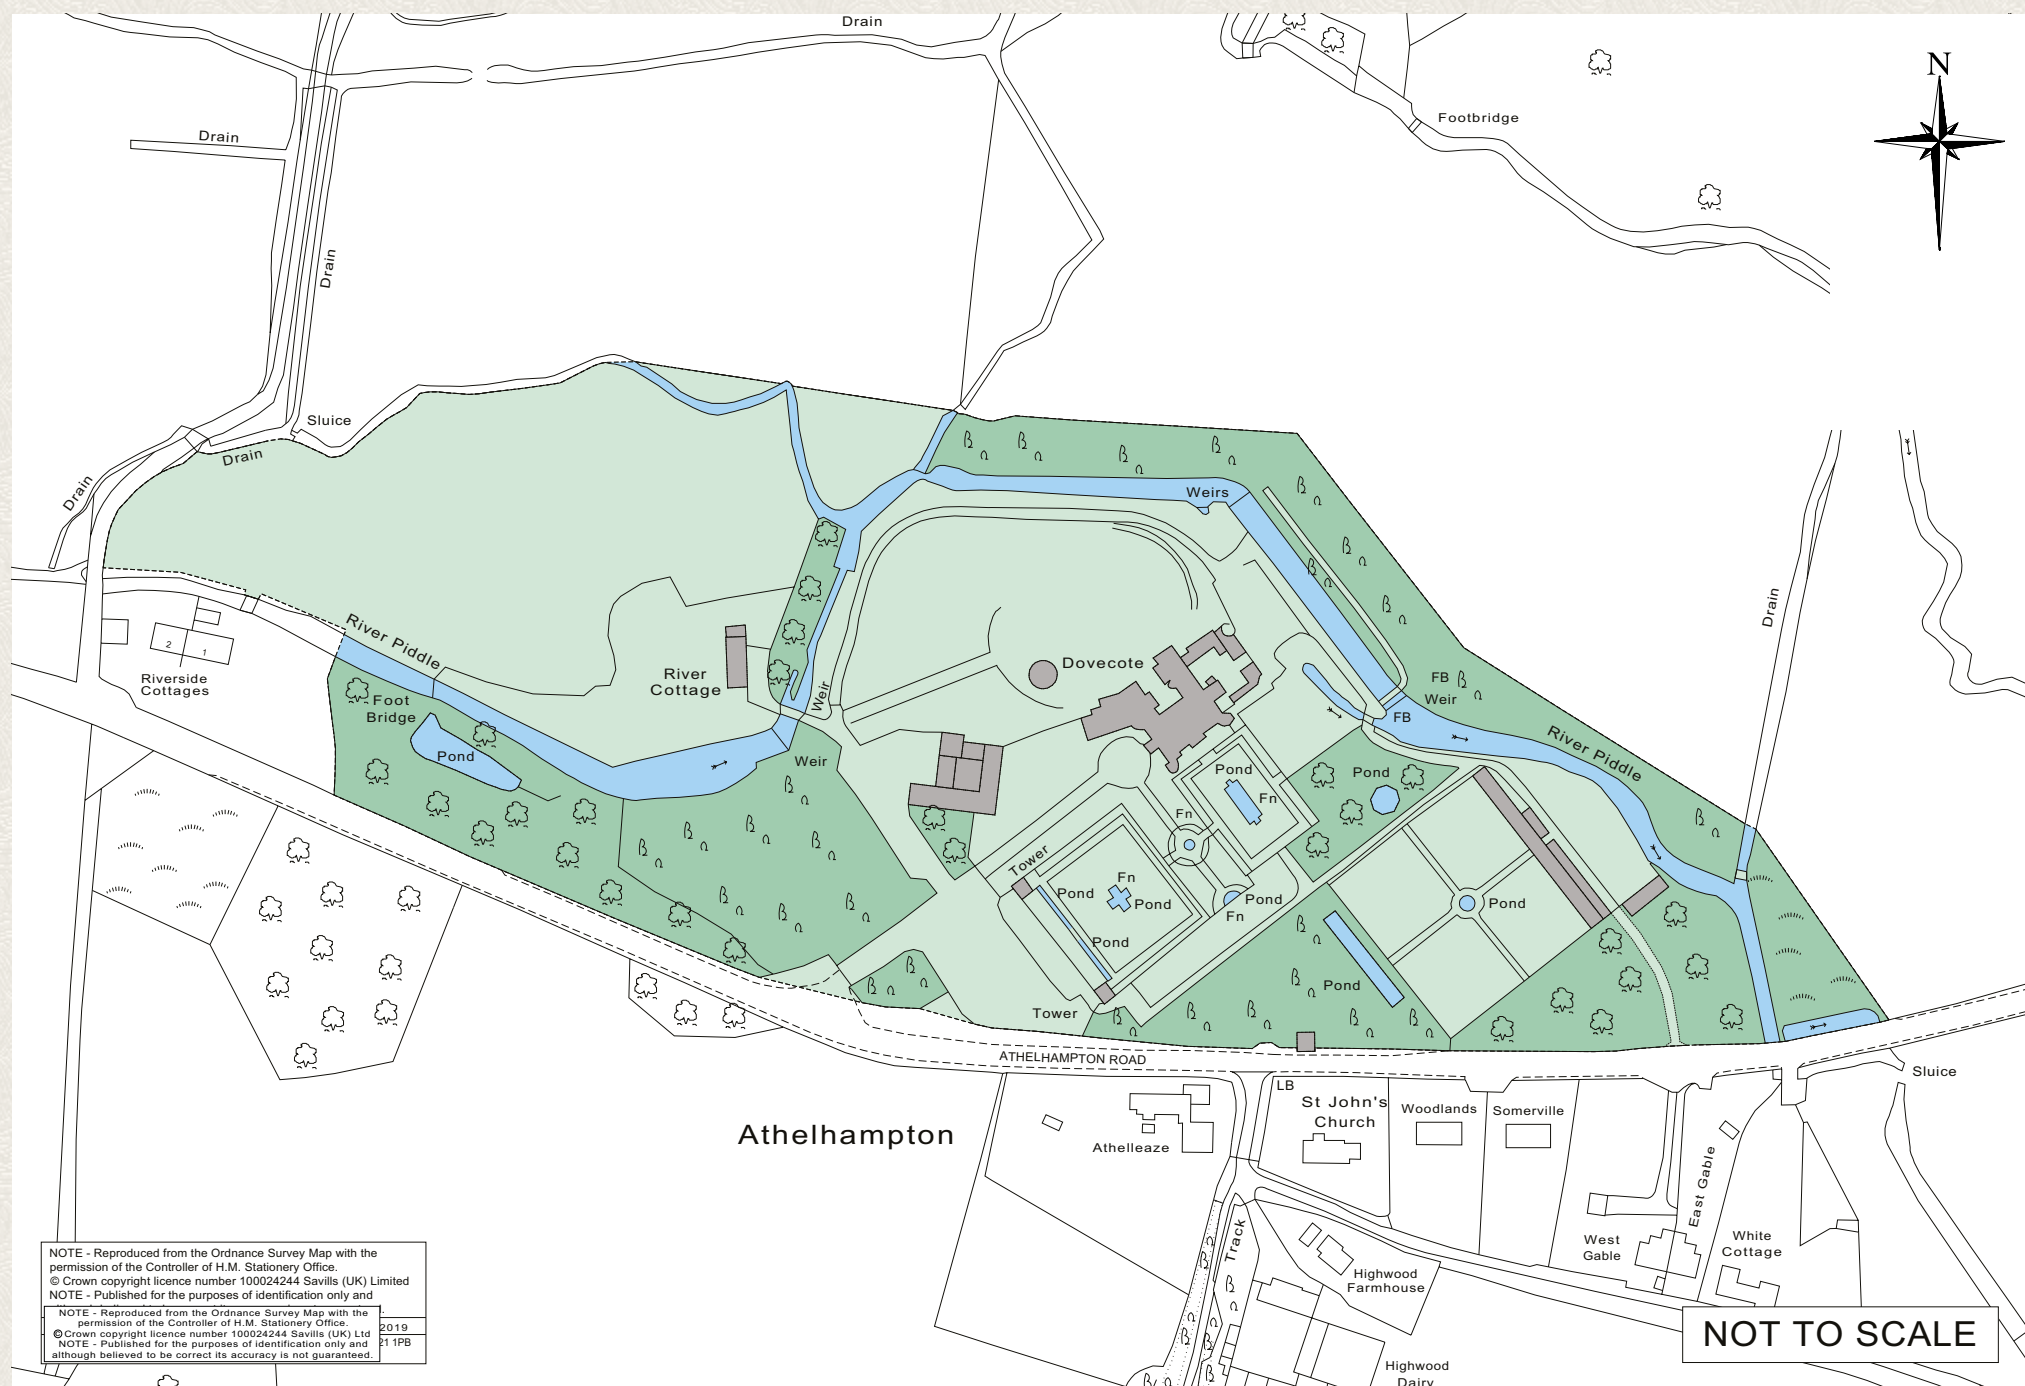 Drain
N
Footbridge
Drain
Drain
Sluice
Drain
Drain
Weirs
Drain
River Piddle
2
1
Riverside
Cottages
Foot
Bridge
River
Cottage
Weir
Dovecote
FB
Weir
FB
River Piddle
Pond
Weir
Pond
Fn
Pond
Fn
Tower
Fn
Pond
Pond
Pond
Fn
Pond
Pond
Pond
Tower
ATHELHAMPTON ROAD
LB
Sluice
St John's
Church
Woodlands
Somerville
Athelhampton
Athelleaze
East Gable
Track
West
Gable
White
Cottage
Highwood
Farmhouse
Highwood
Dairy
NOTE - Reproduced from the Ordnance Survey Map with the
permission of the Controller of H.M. Stationery Office.
© Crown copyright licence number 100024244 Savills (UK) Limited
NOTE - Published for the purposes of identification only and
2019
21 1PB
NOTE - Reproduced from the Ordnance Survey Map with the
permission of the Controller of H.M. Stationery Office.
©Crown copyright licence number 100024244 Savills (UK) Ltd
NOTE - Published for the purposes of identification only and
although believed to be correct its accuracy is not guaranteed.
NOT TO SCALE